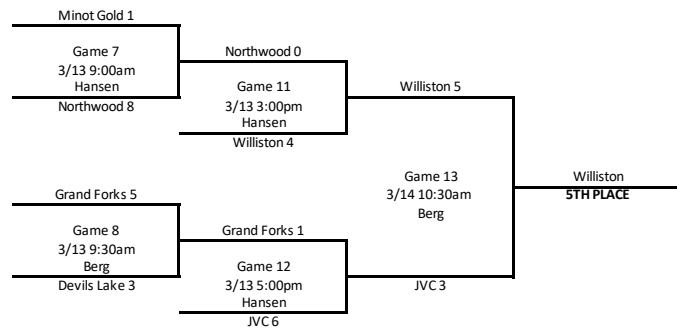 Minot Gold 1
Game 7
3/13 9:00am
Hansen
Northwood 8
Northwood 0
Game 11
3/13 3:00pm
Hansen
Williston 4
Williston 5
Game 13
3/14 10:30am
Berg
Williston
5TH PLACE
Grand Forks 5
Game 8
3/13 9:30am
Berg
Devils Lake 3
Grand Forks 1
Game 12
3/13 5:00pm
Hansen
JVC 6
JVC 3